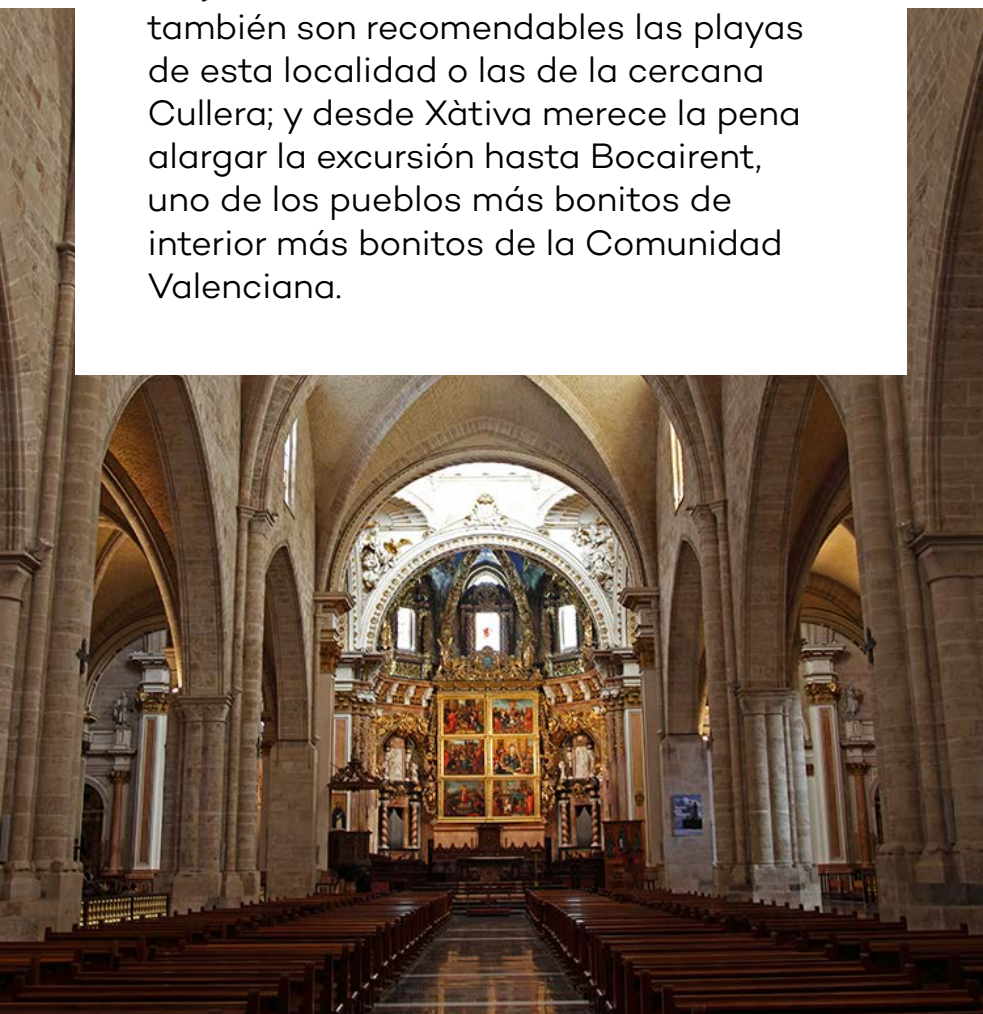 también son recomendables las playas
de esta localidad o las de la cercana
Cullera; y desde Xàtiva merece la pena
alargar la excursión hasta Bocairent,
uno de los pueblos más bonitos de
interior más bonitos de la Comunidad
Valenciana.